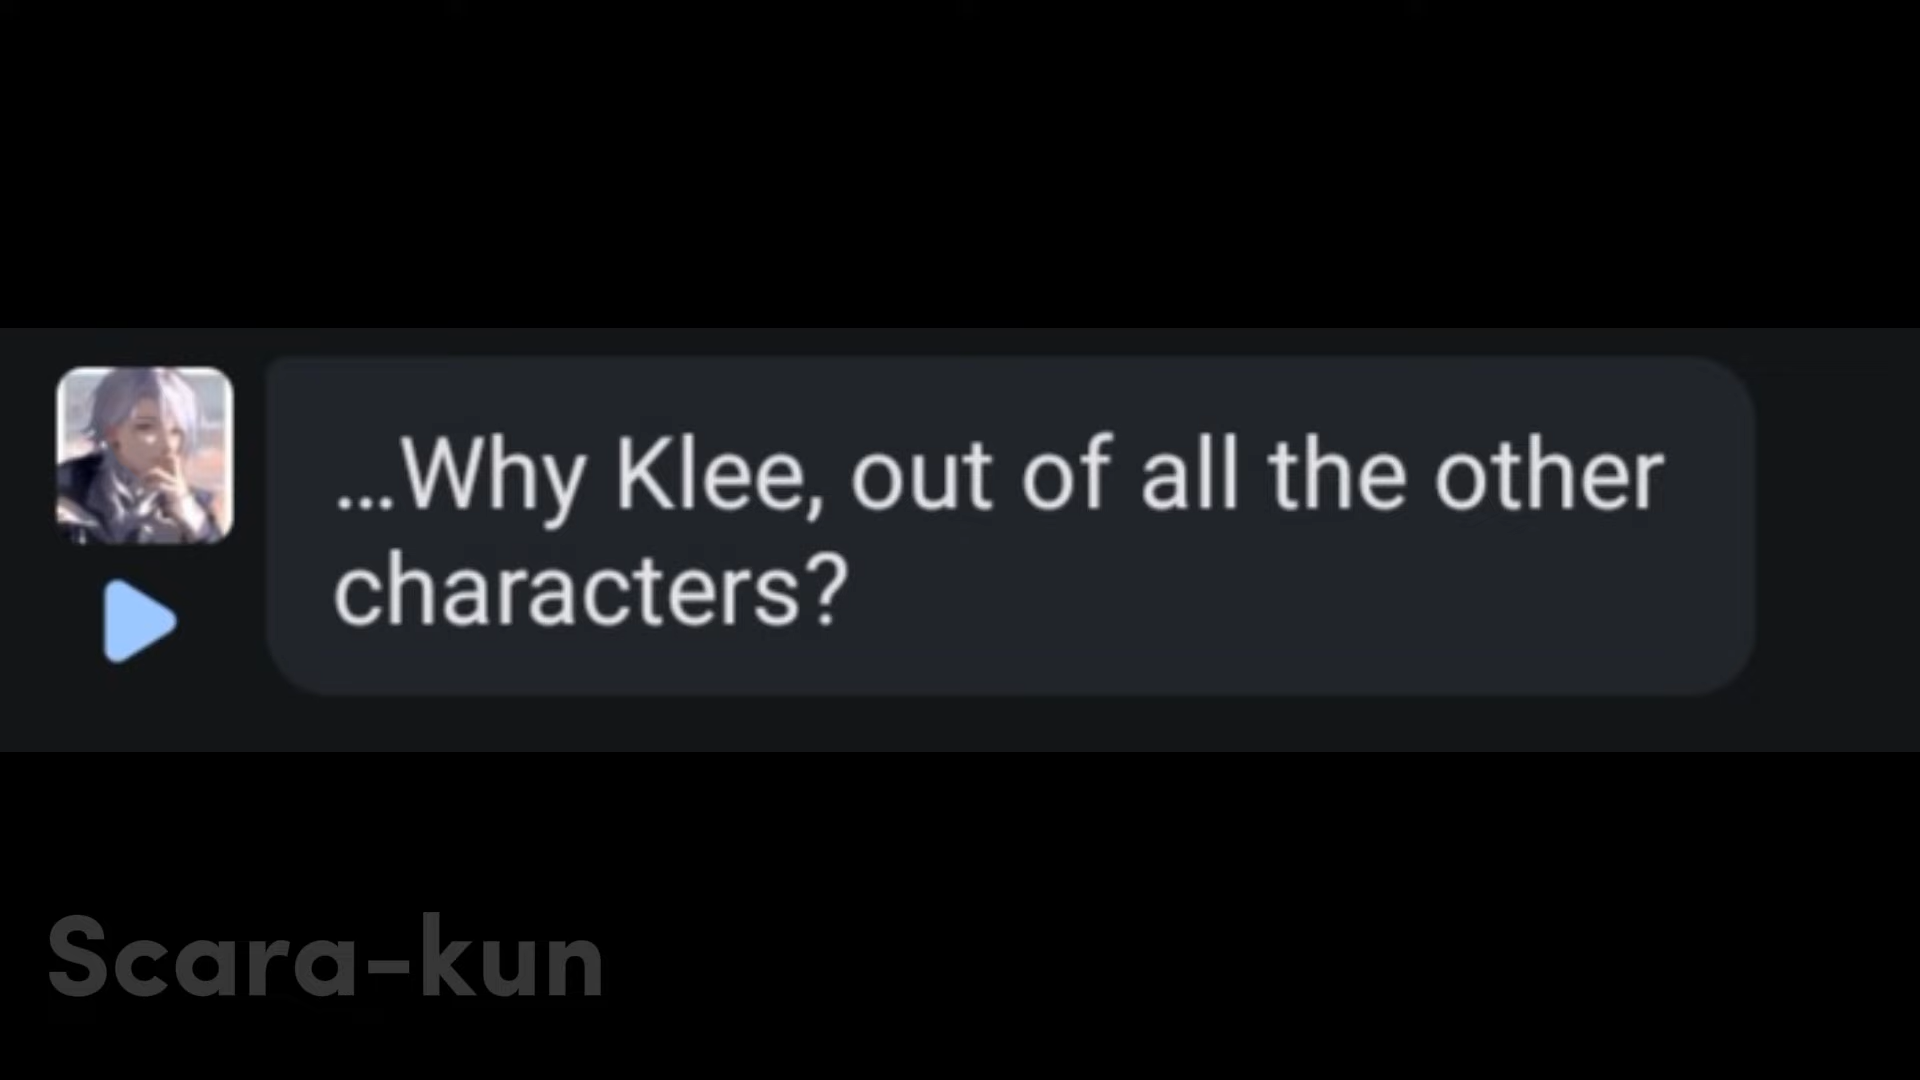 ...Why Klee, out of all the other
characters?
Scara-kun